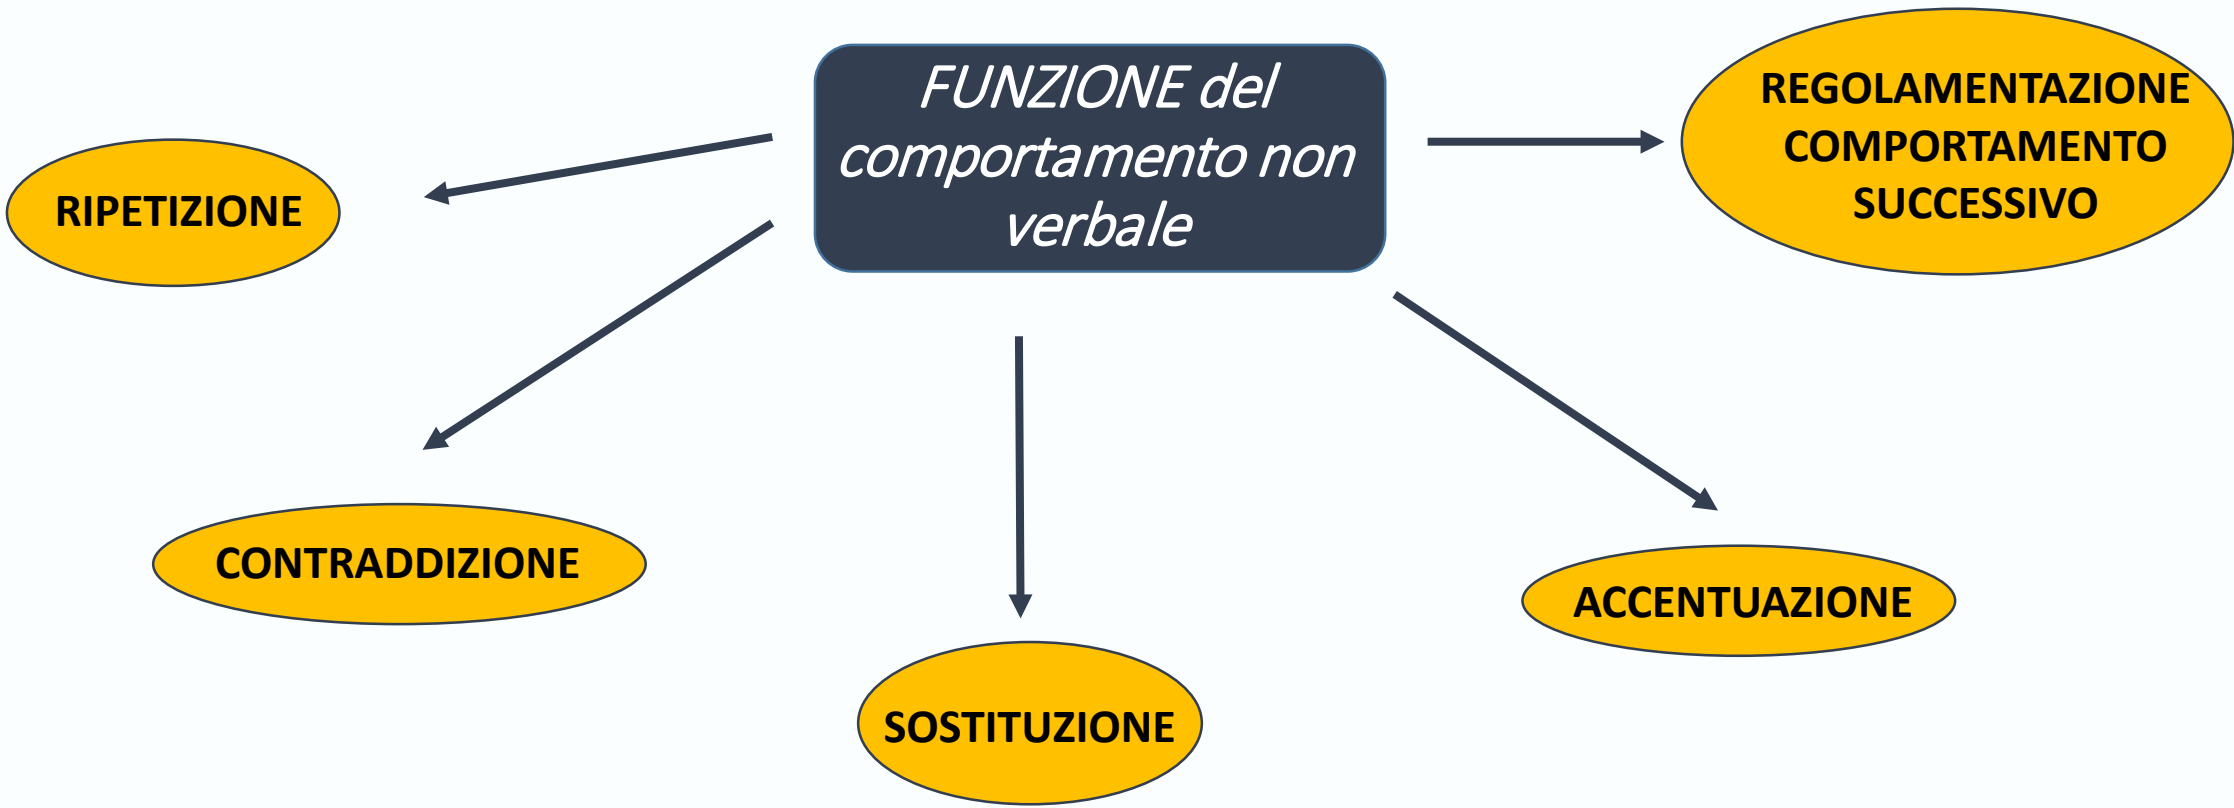 FUNZIONE del
comportamento non
verbale
REGOLAMENTAZIONE
COMPORTAMENTO
SUCCESSIVO
RIPETIZIONE
CONTRADDIZIONE
ACCENTUAZIONE
SOSTITUZIONE